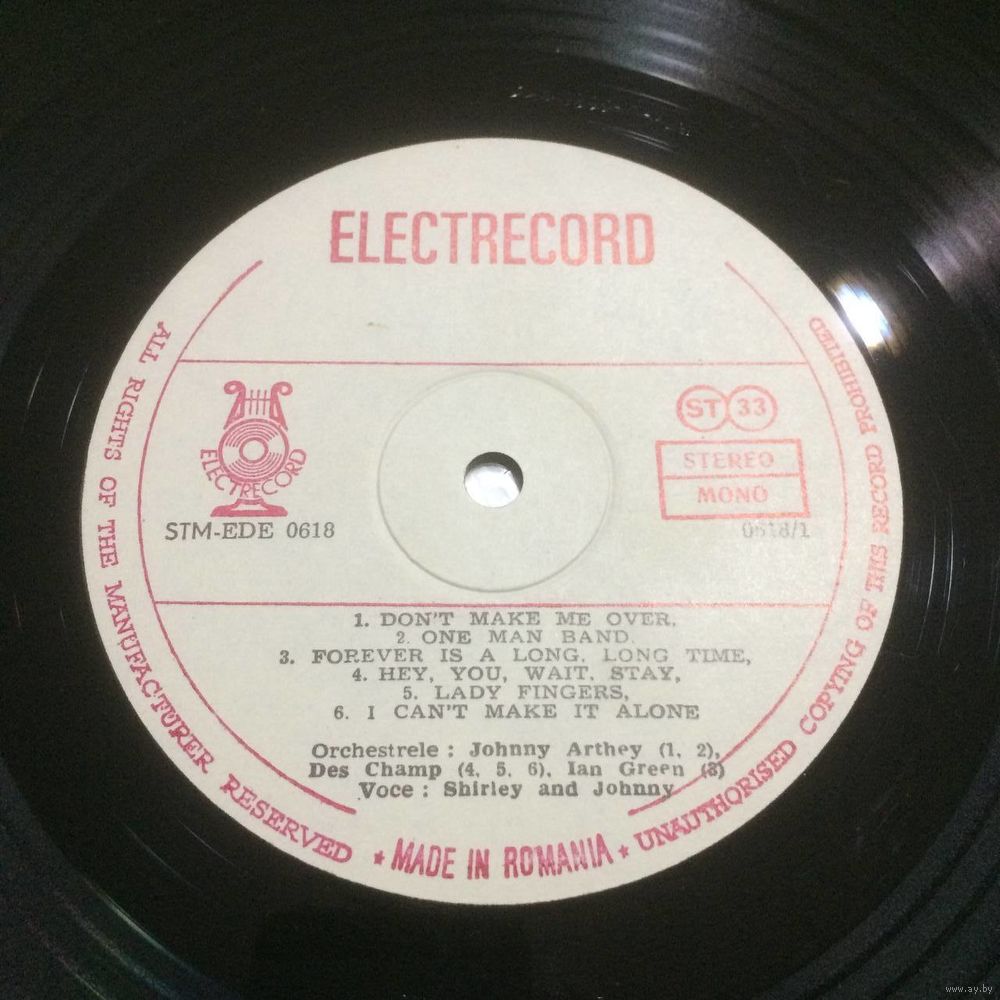 ELECTRECORD
ELECTRECORD
ST 33
STEREO
MONO
STM-EDE 0618
0618/1
1. DON'T MAKE ME OVER,
2. ONE MAN BAND.
3. FOREVER IS A LONG, LONG TIME,
4. HEY, YOU, WAIT, STAY,
5. LADY FINGERS,
6. I CAN'T MAKE IT ALONE
Orchestrele : Johnny Arthey (1, 2),
Des Champ (4, 5, 6), Ian Green (3)
Voce : Shirley and Johnny
ALL RIGHTS OF THE MANUFACTURER RESERVED ★ MADE IN ROMANIA ★ UNAUTHORISED COPYING OF THIS RECORD PROHIBITED
www.ay.by